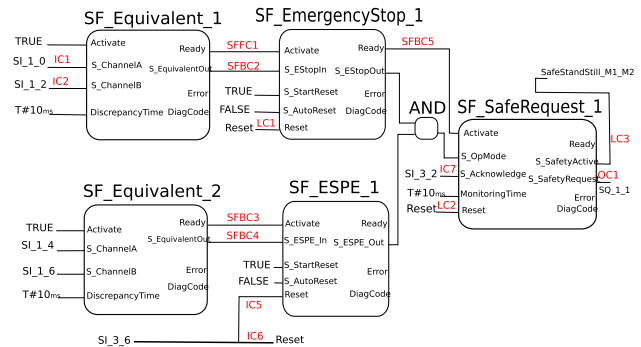 SF_Equivalent_1
TRUE
Activate
Ready
SFFC1
SI_1_0
IC1
S_ChannelA
S_EquivalentOut
SFBC2
SI_1_2
IC2
S_ChannelB
Error
T#10ms
DiscrepancyTime
DiagCode
SF_EmergencyStop_1
Activate
Ready
SFBC5
S_EStopIn
S_EStopOut
TRUE
S_StartReset
Error
FALSE
S_AutoReset
DiagCode
Reset
LC1
Reset
AND
SafeStandStill_M1_M2
SF_SafeRequest_1
Activate
Ready
LC3
S_OpMode
S_SafetyActive
SI_3_2
IC7
S_Acknowledge
S_SafetyRequest
OC1
T#10ms
MonitoringTime
Error
SQ_1_1
Reset
LC2
Reset
DiagCode
SF_Equivalent_2
TRUE
Activate
Ready
SFBC3
SI_1_4
S_ChannelA
S_EquivalentOut
SFBC4
SI_1_6
S_ChannelB
Error
T#10ms
DiscrepancyTime
DiagCode
SF_ESPE_1
Activate
Ready
S_ESPE_In
S_ESPE_Out
TRUE
S_StartReset
Error
FALSE
S_AutoReset
Reset
DiagCode
IC5
SI_3_6
IC6
Reset